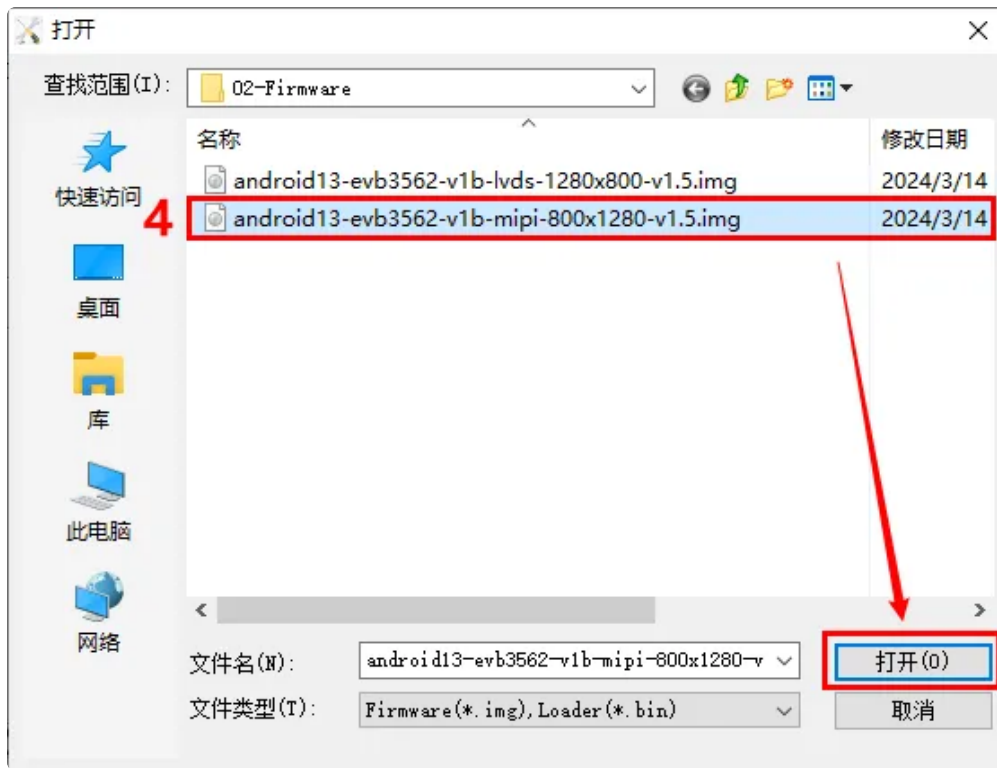 打开
查找范围(I):
02-Firmware
名称
修改日期
android13-evb3562-v1b-lvds-1280x800-v1.5.img
2024/3/14
android13-evb3562-v1b-mipi-800x1280-v1.5.img
2024/3/14
4
快速访问
桌面
库
此电脑
网络
文件名(N):
android13-evb3562-v1b-mipi-800x1280-v
打开(O)
文件类型(T):
Firmware(*.img),Loader(*.bin)
取消